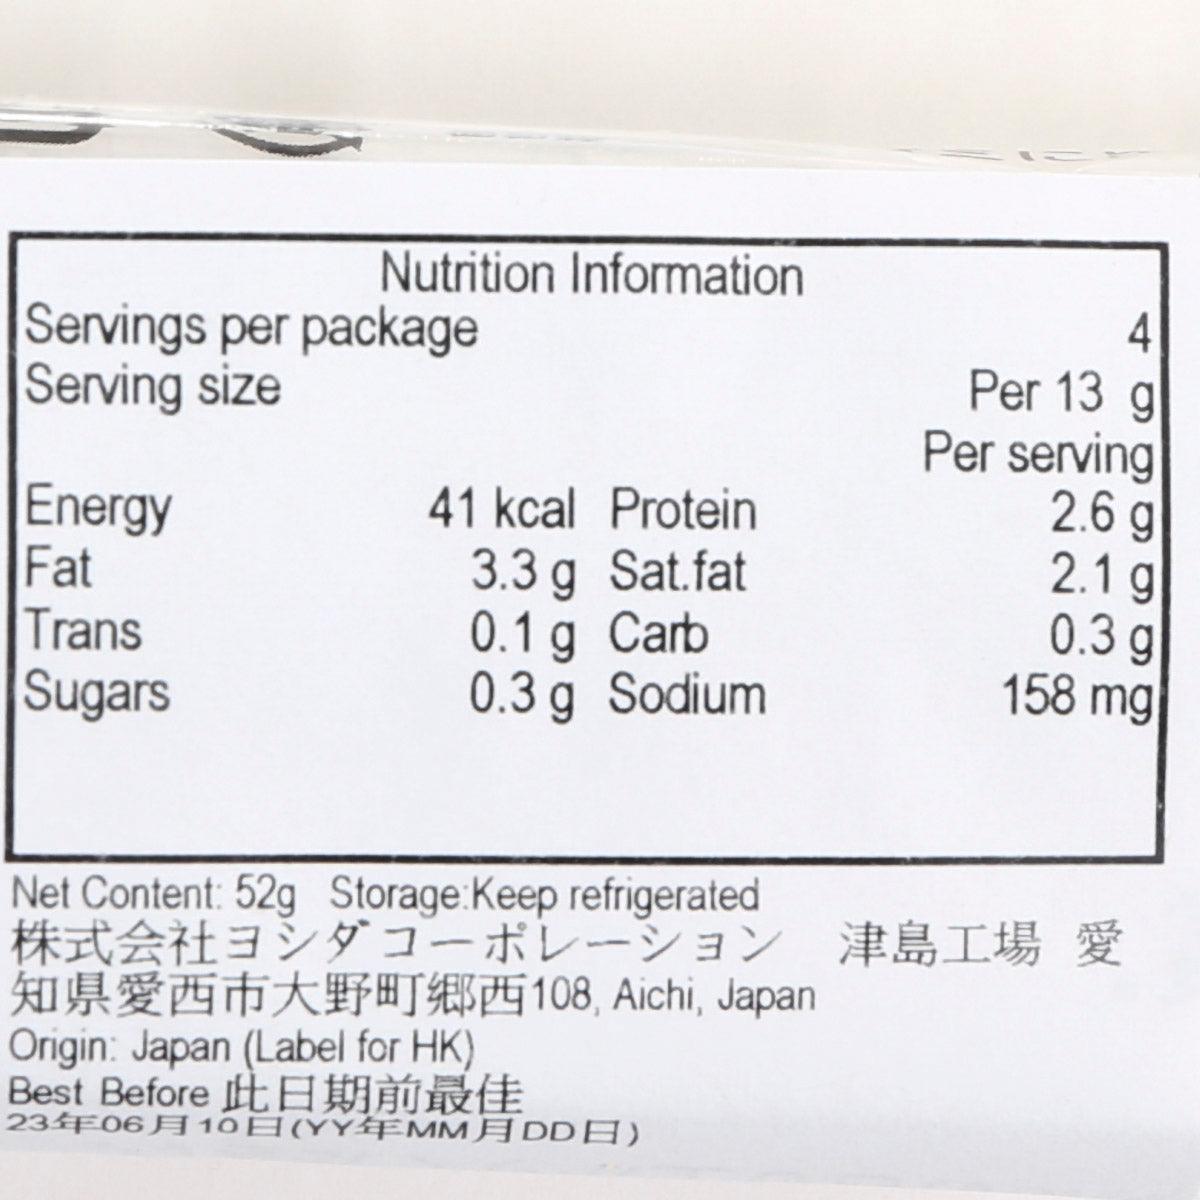 Nutrition Information
Servings per package 4
Serving size Per 13 g
Per serving
Energy 41 kcal Protein 2.6 g
Fat 3.3 g Sat.fat 2.1 g
Trans 0.1 g Carb 0.3 g
Sugars 0.3 g Sodium 158 mg
Net Content: 52g Storage:Keep refrigerated
株式会社ヨシダコーポレーション 津島工場 愛
知県愛西市大野町郷西108, Aichi, Japan
Origin: Japan (Label for HK)
Best Before 此日期前最佳
23年06月10日(YY年MM月DD日)